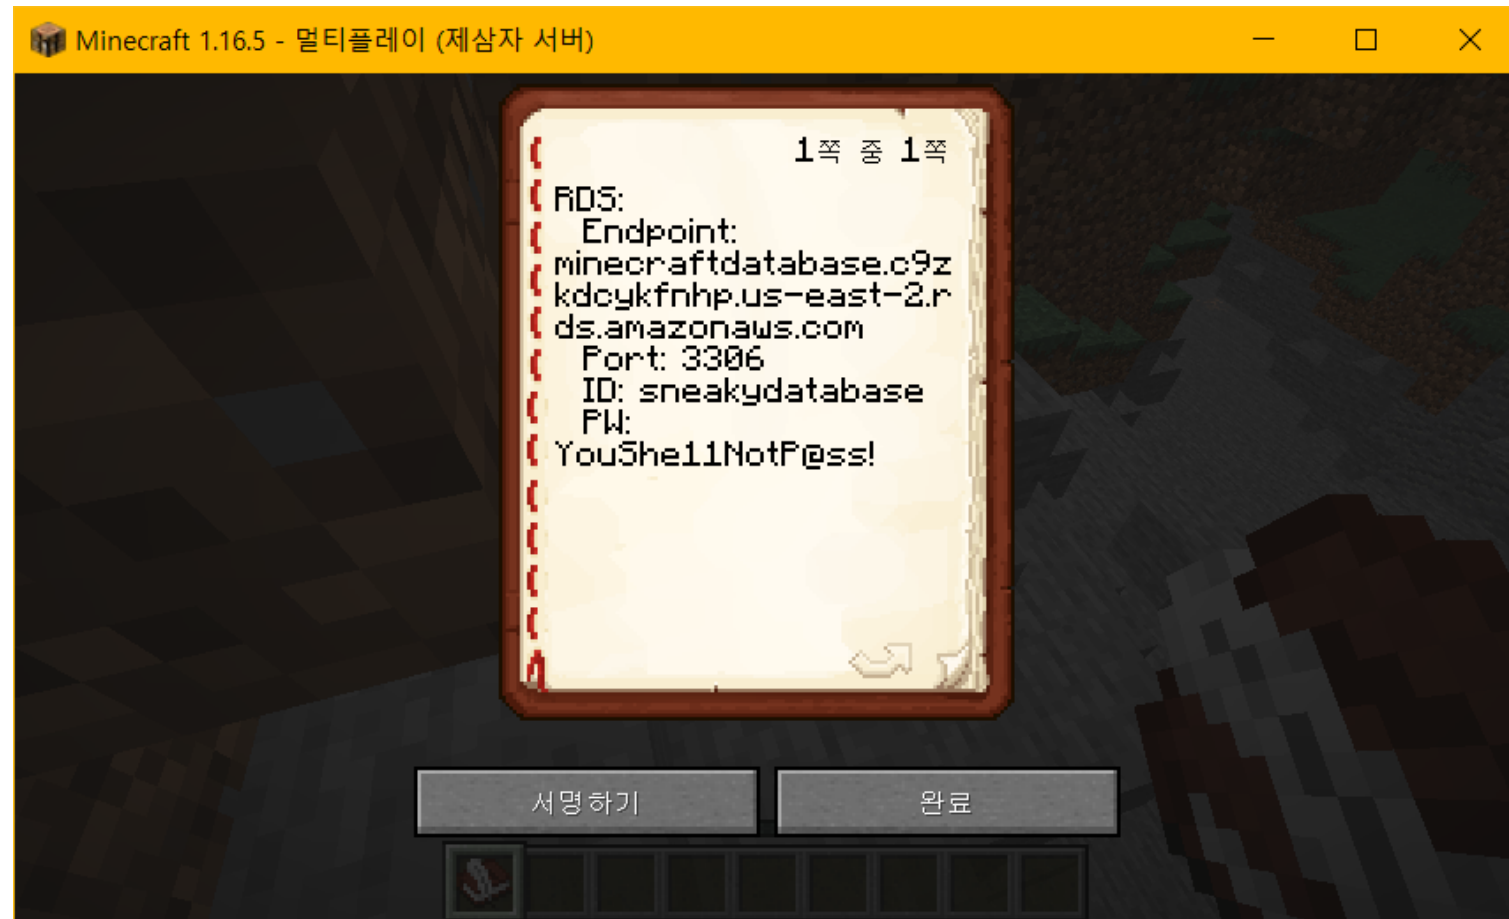 Minecraft 1.16.5 - 멀티플레이 (제삼자 서버)
1쪽 중 1쪽
RDS:
Endpoint:
minecraftdatabase.c9z
kdcykfnhp.us-east-2.r
ds.amazonaws.com
Port: 3306
ID: sneakydatabase
PW:
YouShe11NotP@ss!
서명하기
완료